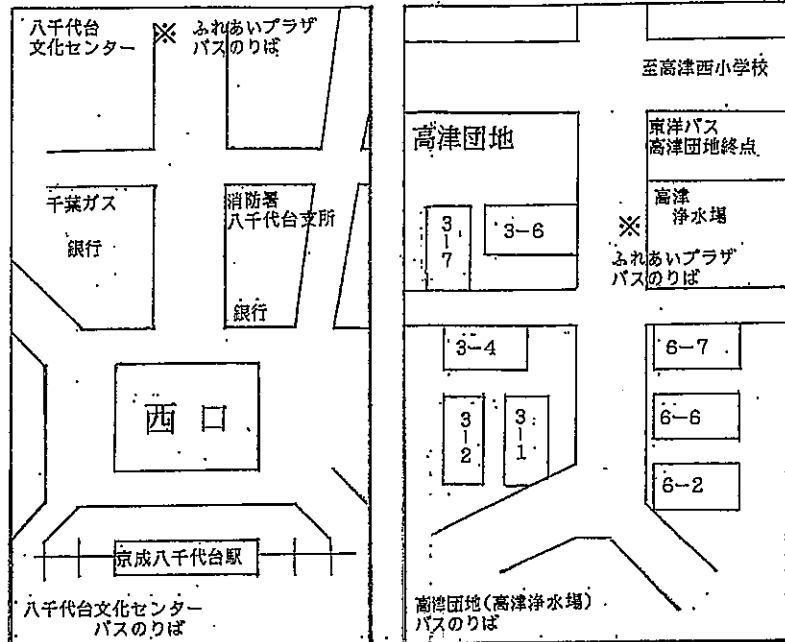 八千代台
文化センター
※ ふれあいプラザ
バスのりば
千葉ガス
銀行
消防署
八千代台支所
銀行
西口
京成八千代台駅
八千代台文化センター
バスのりば
至高津西小学校
高津団地
東洋バス
高津団地終点
高津
浄水場
3-7
3-6
※
ふれあいプラザ
バスのりば
3-4
6-7
3-2
3-1
6-6
6-2
高津団地(高津浄水場)
バスのりば